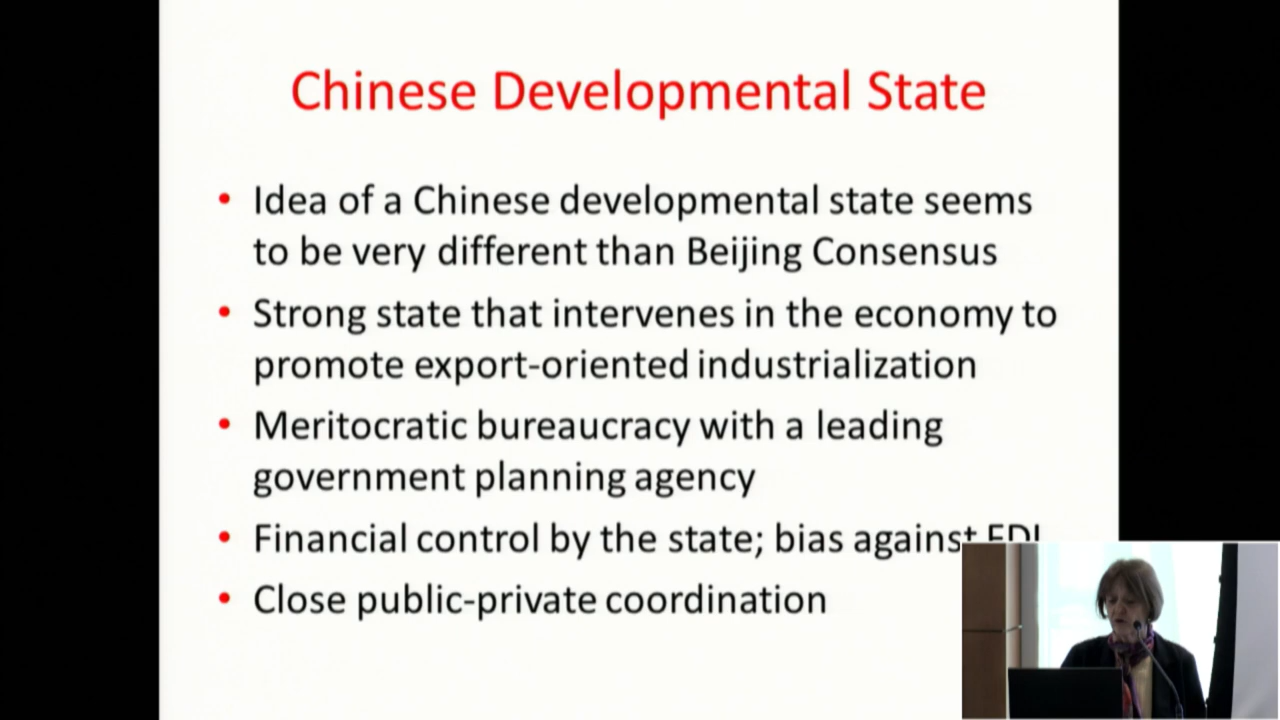 Chinese Developmental State
• Idea of a Chinese developmental state seems
to be very different than Beijing Consensus
• Strong state that intervenes in the economy to
promote export-oriented industrialization
• Meritocratic bureaucracy with a leading
government planning agency
• Financial control by the state; bias against FDI
• Close public-private coordination